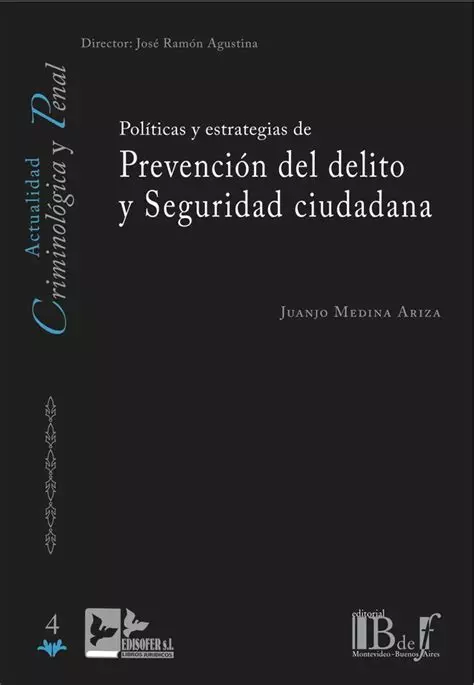 Director: José Ramón Agustina
Actualidad
Criminológica y Penal
Políticas y estrategias de
Prevención del delito
y Seguridad ciudadana
Juanjo Medina Ariza
4
EDISOFER s.l.
LIBROS JURIDICOS
editorial
B de f
Montevideo - Buenos Aires